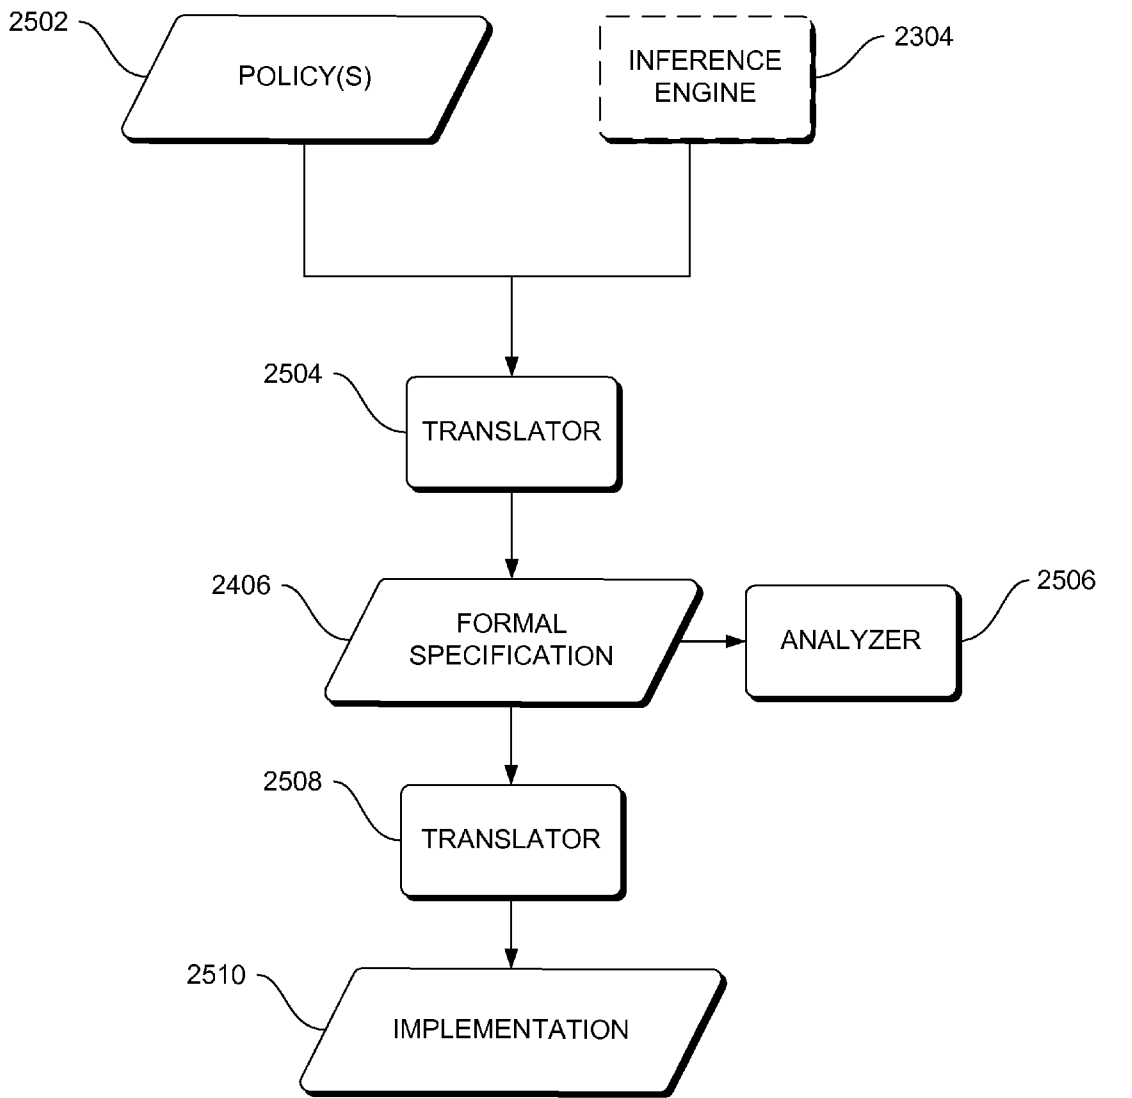 2502
POLICY(S)
INFERENCE
ENGINE
2304
2504
TRANSLATOR
2406
FORMAL
SPECIFICATION
ANALYZER
2506
2508
TRANSLATOR
2510
IMPLEMENTATION